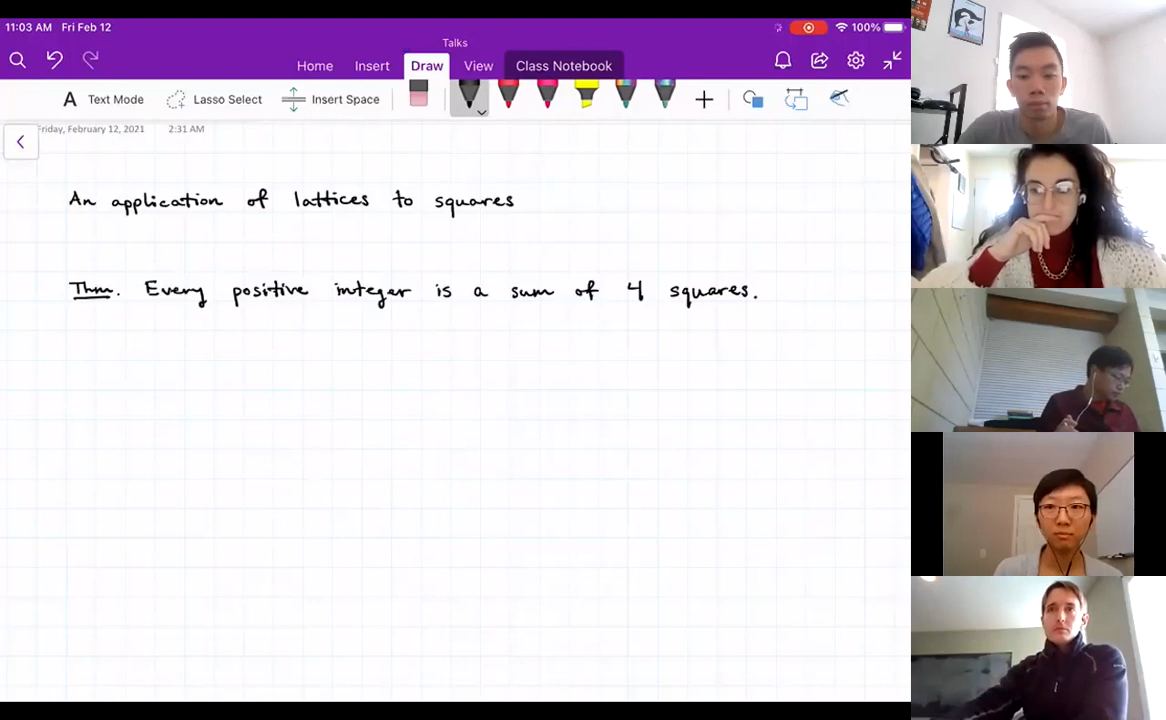 11:03 AM Fri Feb 12
100%
Talks
Home Insert Draw View Class Notebook
Text Mode Lasso Select Insert Space
Friday, February 12, 2021 2:31 AM
An application of lattices to squares
Thm. Every positive integer is a sum of 4 squares.